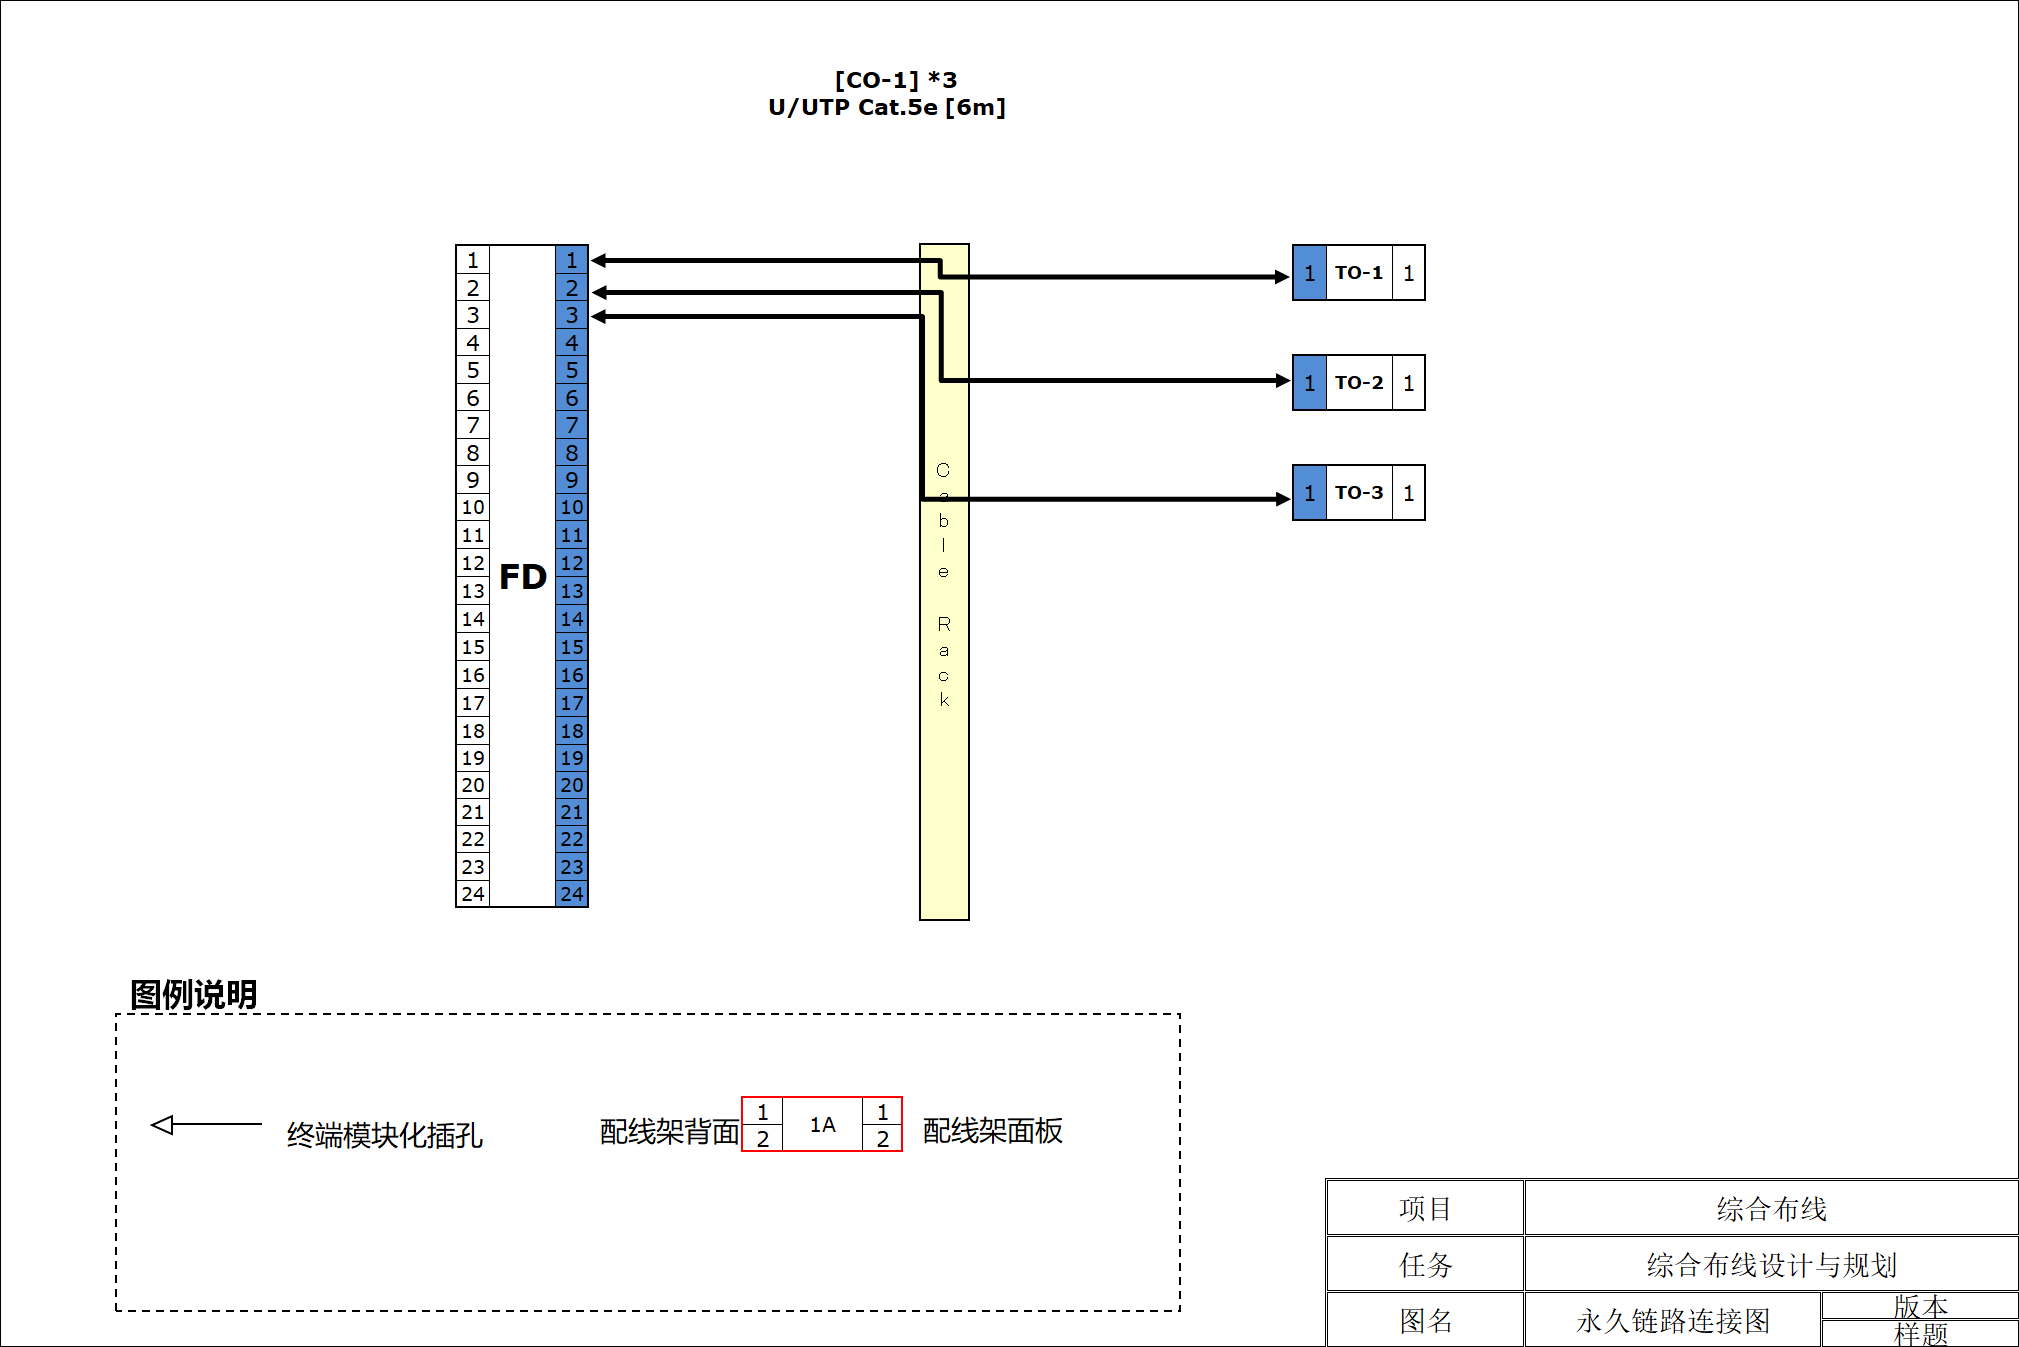 [CO-1] *3
U/UTP Cat.5e [6m]
1 1
2 2
3 3
4 4
5 5
6 6
7 7
8 8
9 9
10 10
11 11
12 12
13 13
14 14
15 15
16 16
17 17
18 18
19 19
20 20
21 21
22 22
23 23
24 24
FD
Cable Rack
1 TO-1 1
1 TO-2 1
1 TO-3 1
图例说明
终端模块化插孔
配线架背面
1 1A 1
2 2
配线架面板
项目 综合布线
任务 综合布线设计与规划
图名 永久链路连接图 版本
样题